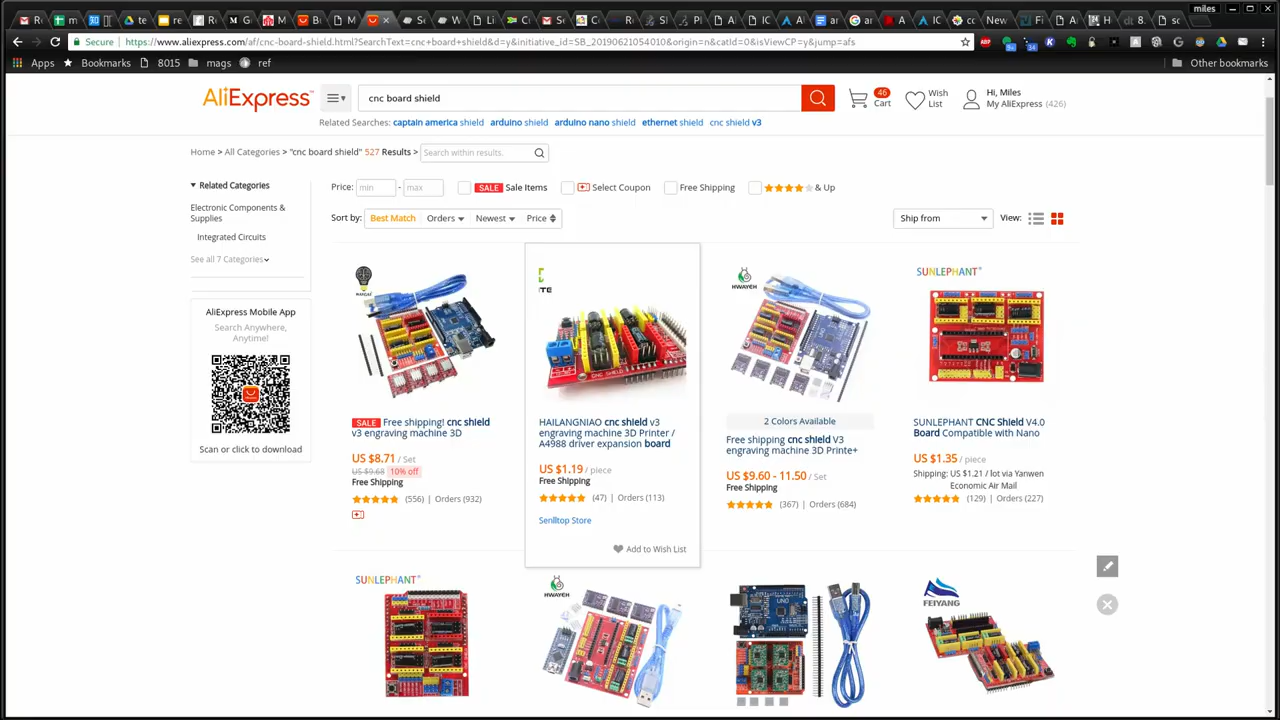 miles
Secure https://www.aliexpress.com/af/cnc-board-shield.html?SearchText=cnc+board+shield&d=y&initiative_id=SB_20190621054010&origin=n&catId=0&isViewCP=y&jump=afs
Apps Bookmarks 8015 mags ref Other bookmarks
AliExpress cnc board shield 46 Cart Wish List Hi, Miles My AliExpress (426)
Related Searches: captain america shield arduino shield arduino nano shield ethernet shield cnc shield v3
Home > All Categories > "cnc board shield" 527 Results > Search within results.
Related Categories
Electronic Components &
Supplies
Integrated Circuits
See all 7 Categories
Price: min - max SALE Sale Items Select Coupon Free Shipping & Up
Sort by: Best Match Orders Newest Price Ship from View:
AliExpress Mobile App
Search Anywhere,
Anytime!
Scan or click to download
SALE Free shipping! cnc shield
v3 engraving machine 3D
US $8.71 / Set
US $9.68 10% off
Free Shipping
(556) | Orders (932)
HAILANGNIAO cnc shield v3
engraving machine 3D Printer /
A4988 driver expansion board
US $1.19 / piece
Free Shipping
(47) | Orders (113)
Senlltop Store
Add to Wish List
HWAYEH
2 Colors Available
Free shipping cnc shield V3
engraving machine 3D Printe+
US $9.60 - 11.50 / Set
Free Shipping
(367) | Orders (684)
SUNLEPHANT
SUNLEPHANT CNC Shield V4.0
Board Compatible with Nano
US $1.35 / piece
Shipping: US $1.21 / lot via Yanwen
Economic Air Mail
(129) | Orders (227)
SUNLEPHANT
HWAYEH
UNO
FEIYANG